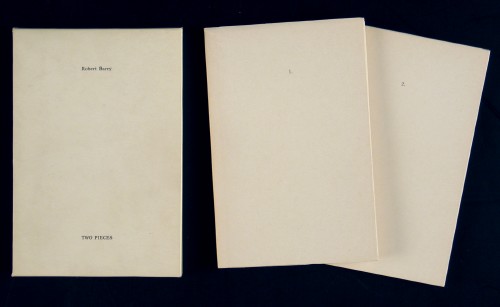 Robert Barry
TWO PIECES
1.
2